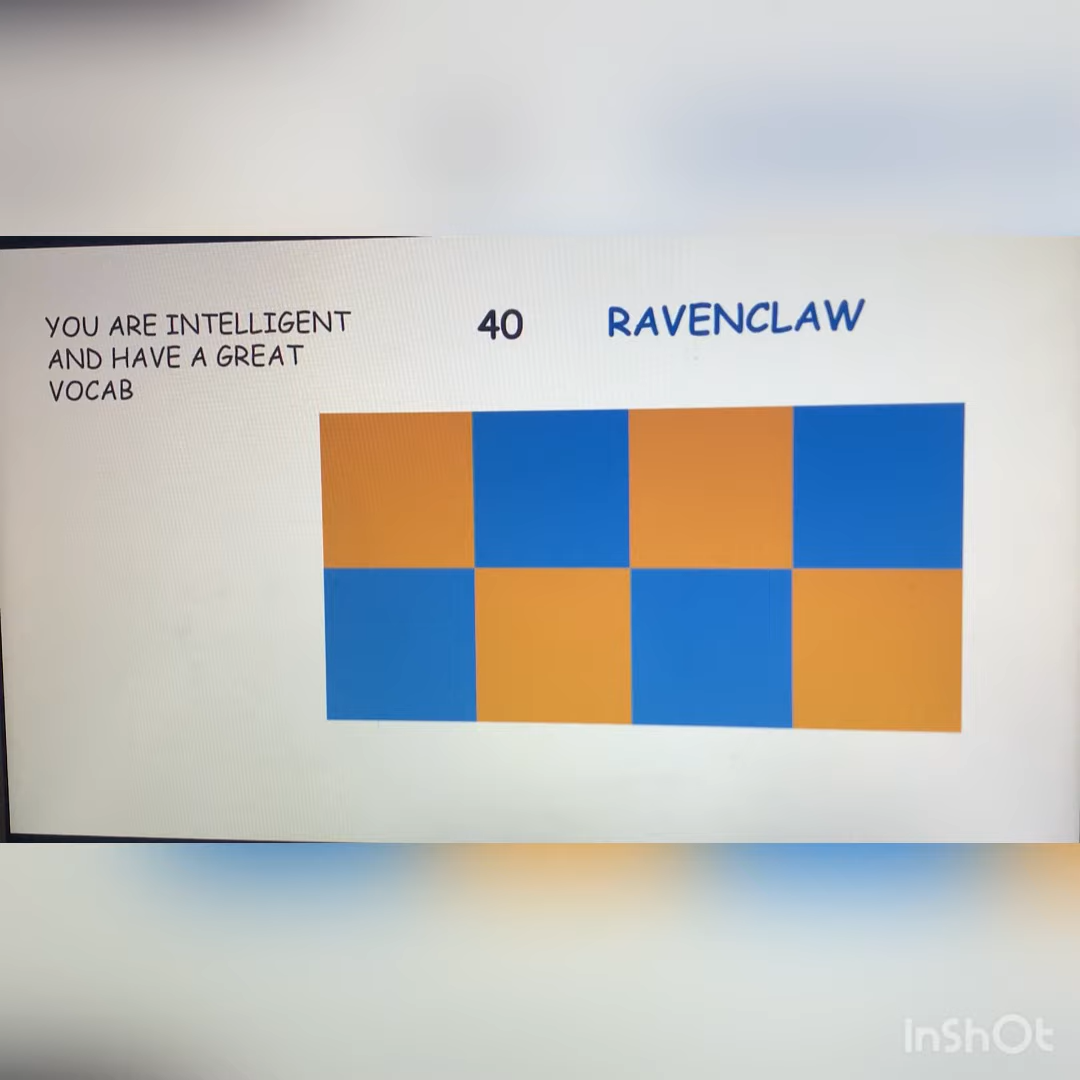 YOU ARE INTELLIGENT
AND HAVE A GREAT
VOCAB
40
RAVENCLAW
InShOt